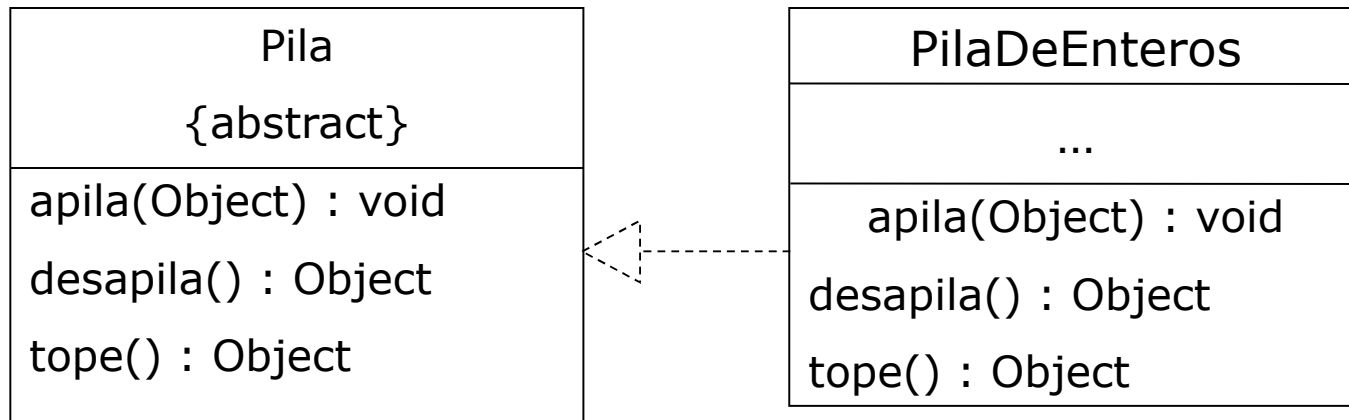 Pila
{abstract}
apila(Object) : void
desapila() : Object
tope() : Object
PilaDeEnteros
...
apila(Object) : void
desapila() : Object
tope() : Object